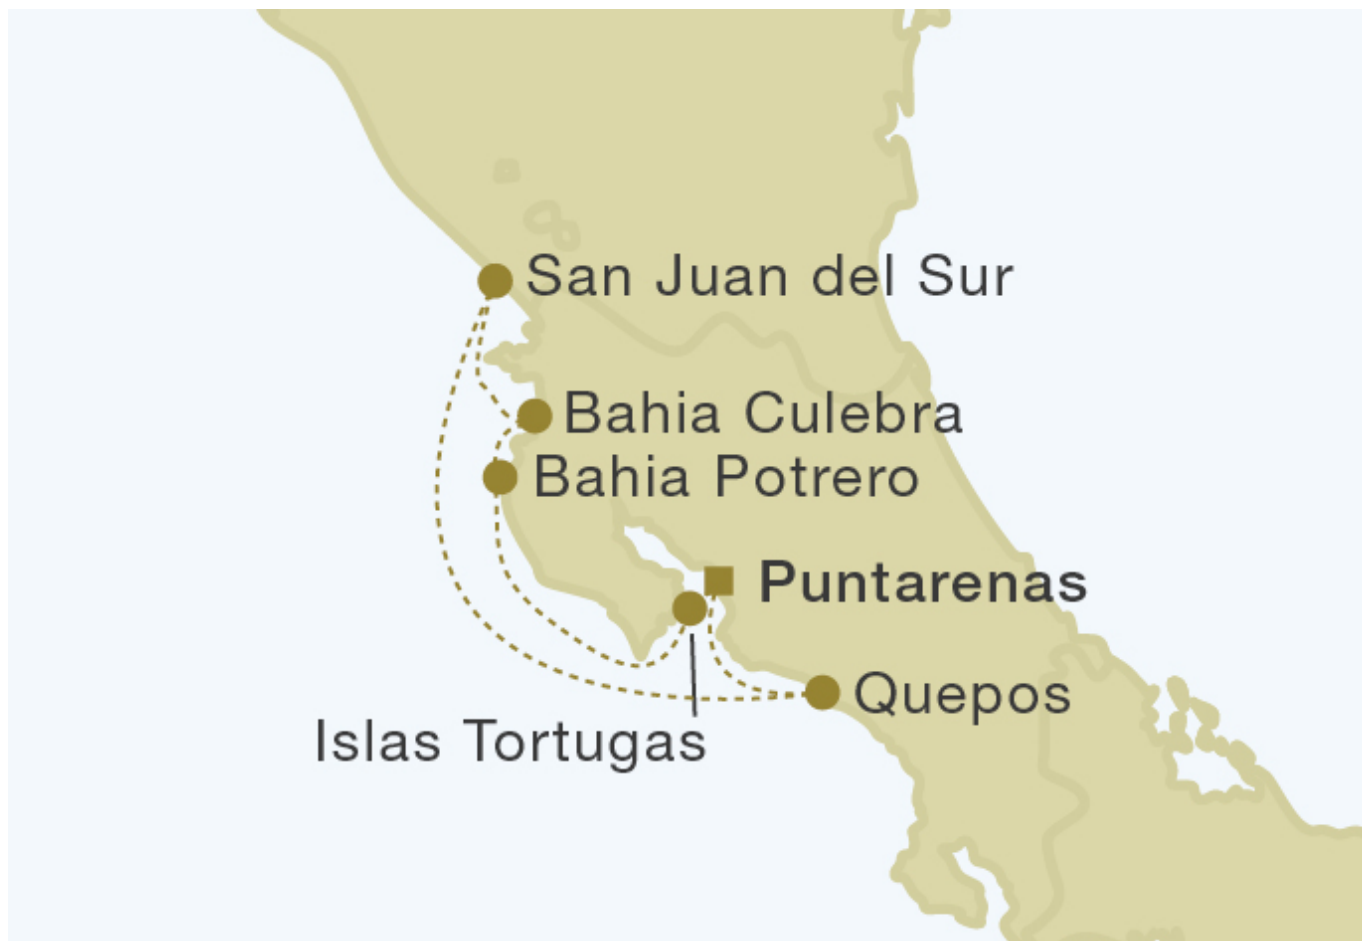 San Juan del Sur
Bahia Culebra
Bahia Potrero
Puntarenas
Quepos
Islas Tortugas